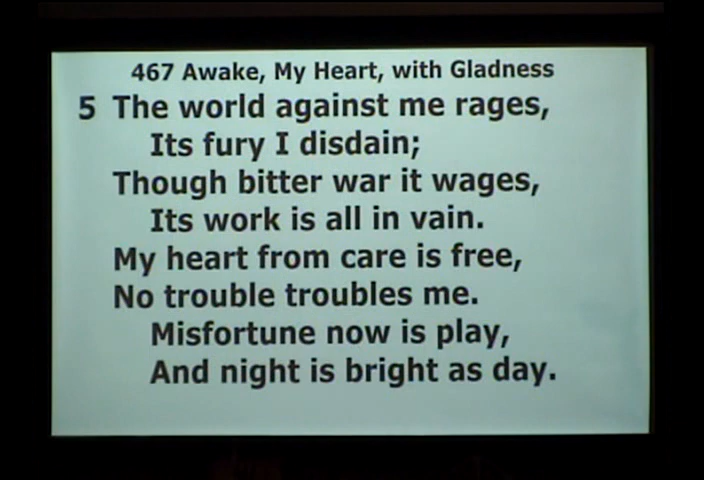 467 Awake, My Heart, with Gladness
5 The world against me rages,
Its fury I disdain;
Though bitter war it wages,
Its work is all in vain.
My heart from care is free,
No trouble troubles me.
Misfortune now is play,
And night is bright as day.